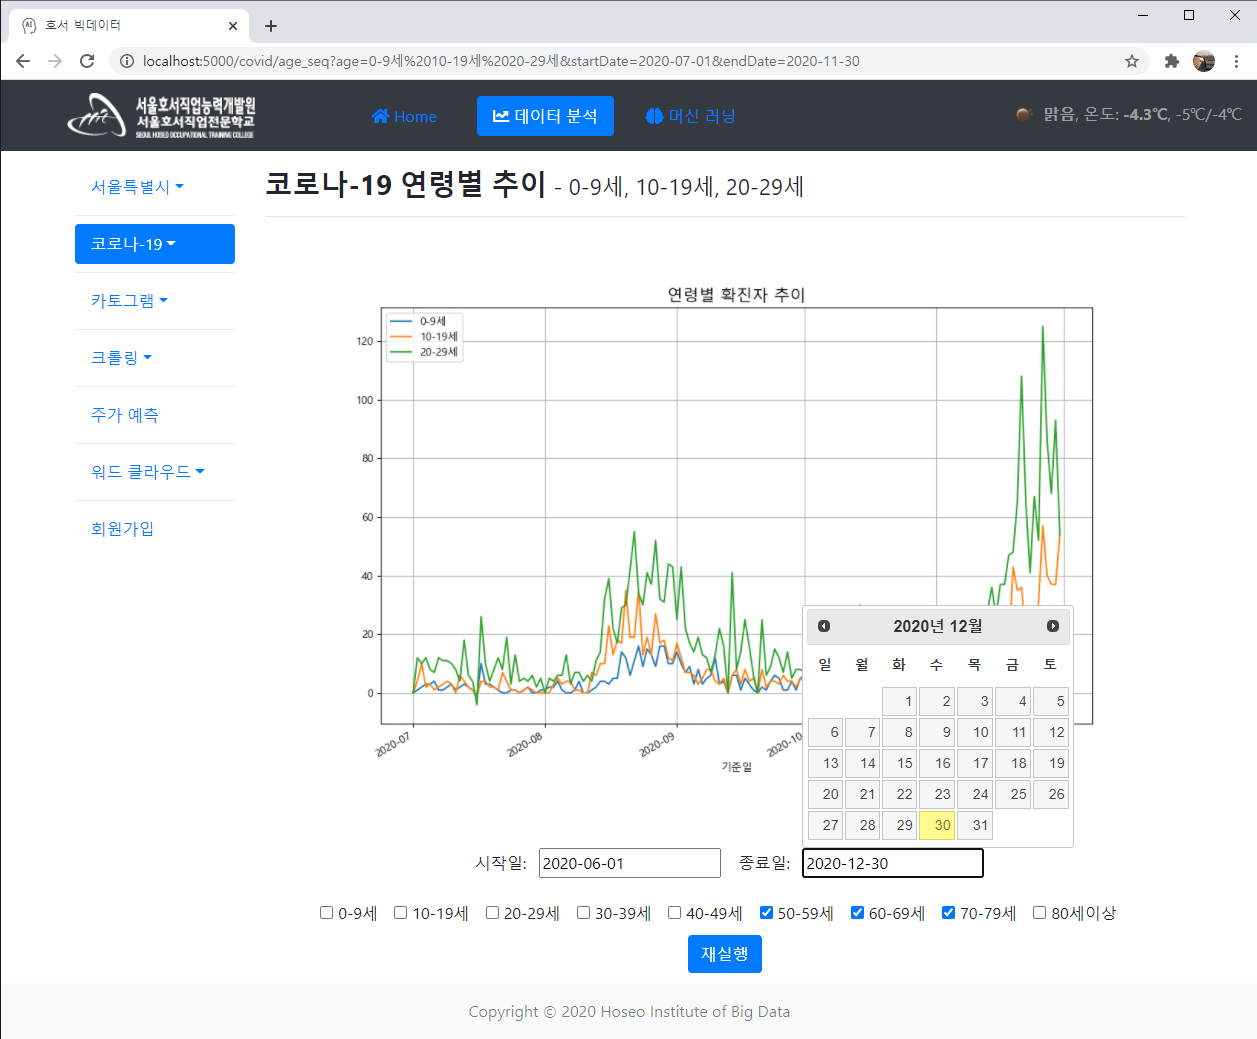 호서 빅데이터
localhost:5000/covid/age_seq?age=0-9세%2010-19세%2020-29세&startDate=2020-07-01&endDate=2020-11-30
서울호서직업능력개발원
서울호서직업전문학교
SEOUL HOSEO OCCUPATIONAL TRAINING COLLEGE
Home 데이터 분석 머신 러닝 맑음, 온도: -4.3℃, -5℃/-4℃
서울특별시
코로나-19
카토그램
크롤링
주가 예측
워드 클라우드
회원가입
코로나-19 연령별 추이 - 0-9세, 10-19세, 20-29세
연령별 확진자 추이
0-9세
10-19세
20-29세
120
100
80
60
40
20
0
2020-07 2020-08 2020-09 2020-10
기준일
2020년 12월
일 월 화 수 목 금 토
1 2 3 4 5
6 7 8 9 10 11 12
13 14 15 16 17 18 19
20 21 22 23 24 25 26
27 28 29 30 31
시작일: 2020-06-01 종료일: 2020-12-30
0-9세 10-19세 20-29세 30-39세 40-49세 50-59세 60-69세 70-79세 80세이상
재실행
Copyright © 2020 Hoseo Institute of Big Data